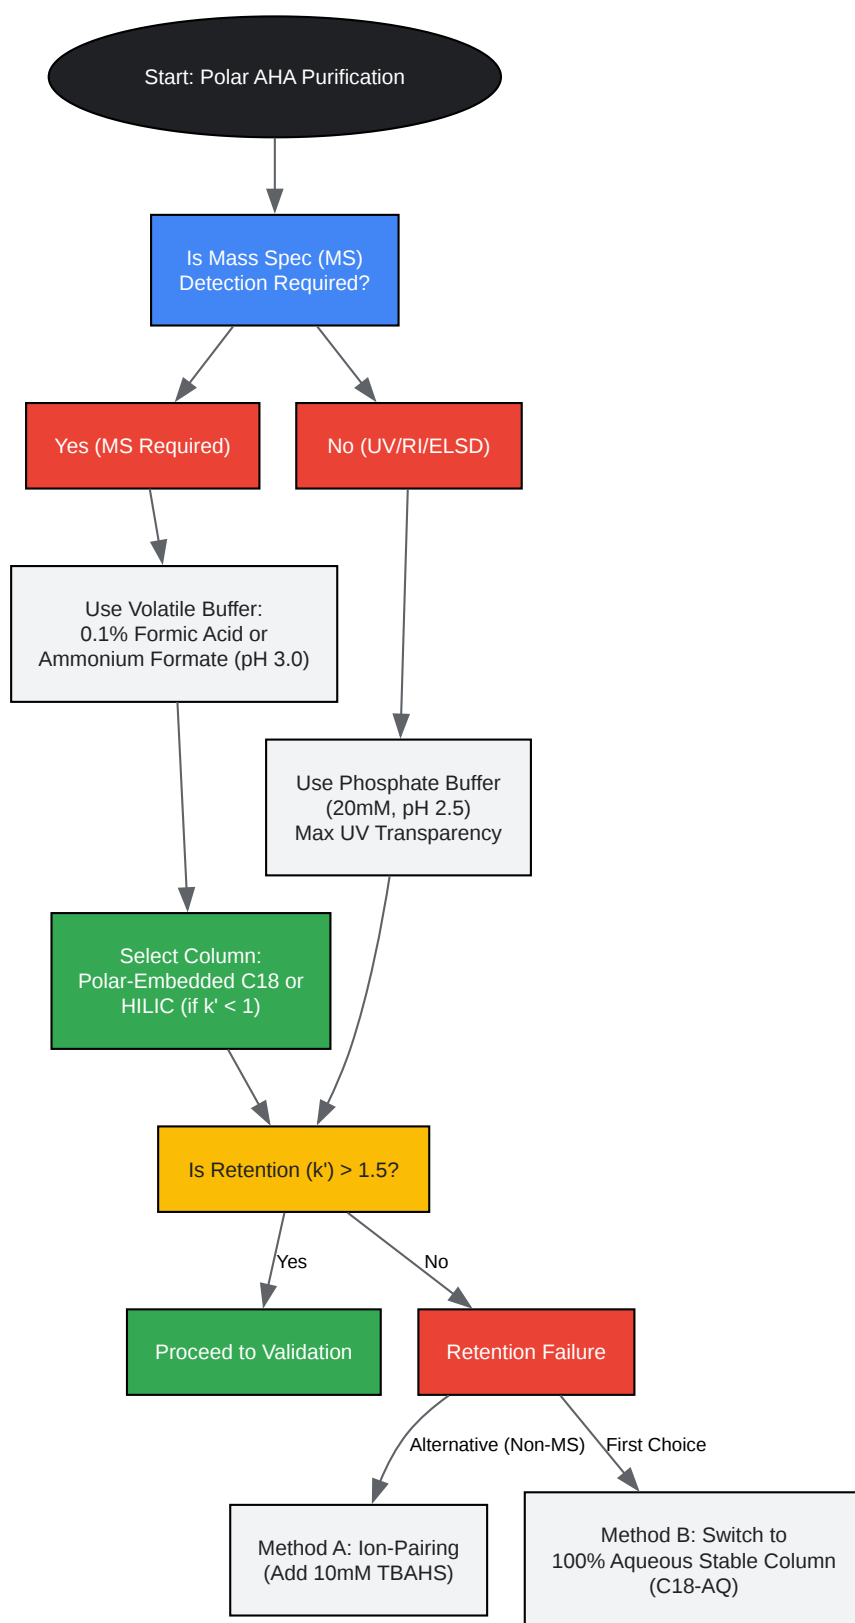 Start: Polar AHA Purification
Is Mass Spec (MS)
Detection Required?
Yes (MS Required)
No (UV/RI/ELSD)
Use Volatile Buffer:
0.1% Formic Acid or
Ammonium Formate (pH 3.0)
Use Phosphate Buffer
(20mM, pH 2.5)
Max UV Transparency
Select Column:
Polar-Embedded C18 or
HILIC (if k' < 1)
Is Retention (k') > 1.5?
Yes
No
Proceed to Validation
Retention Failure
Alternative (Non-MS)
First Choice
Method A: Ion-Pairing
(Add 10mM TBAHS)
Method B: Switch to
100% Aqueous Stable Column
(C18-AQ)